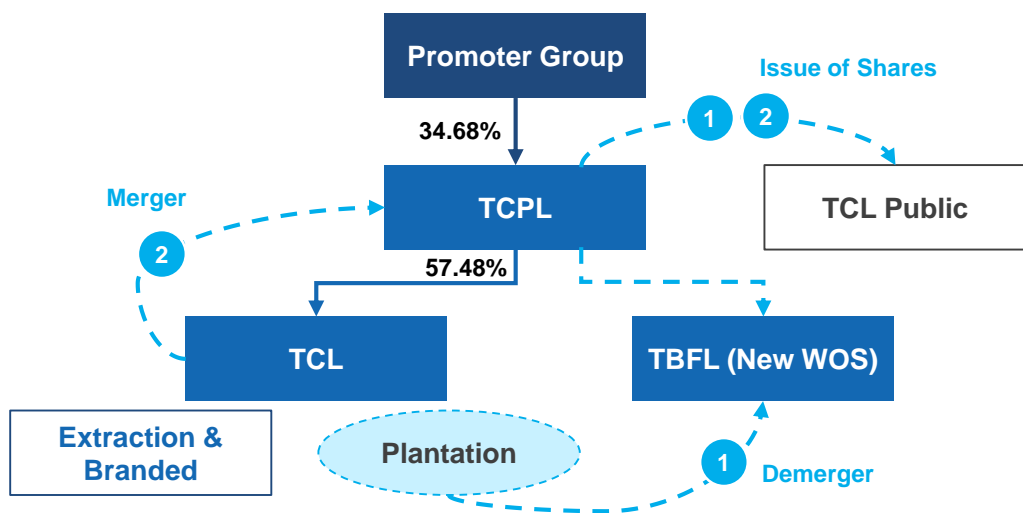 Promoter Group
Issue of Shares
1
2
34.68%
Merger
TCPL
TCL Public
2
57.48%
TCL
TBFL (New WOS)
Extraction &
Branded
Plantation
1
Demerger